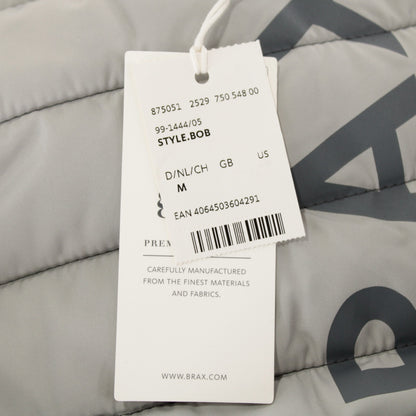 875051 2529 750 548 00
99-1444/05
STYLE.BOB
D/NL/CH GB US
M
EAN 4064503604291
CAREFULLY MANUFACTURED
FROM THE FINEST MATERIALS
AND FABRICS.
WWW.BRAX.COM